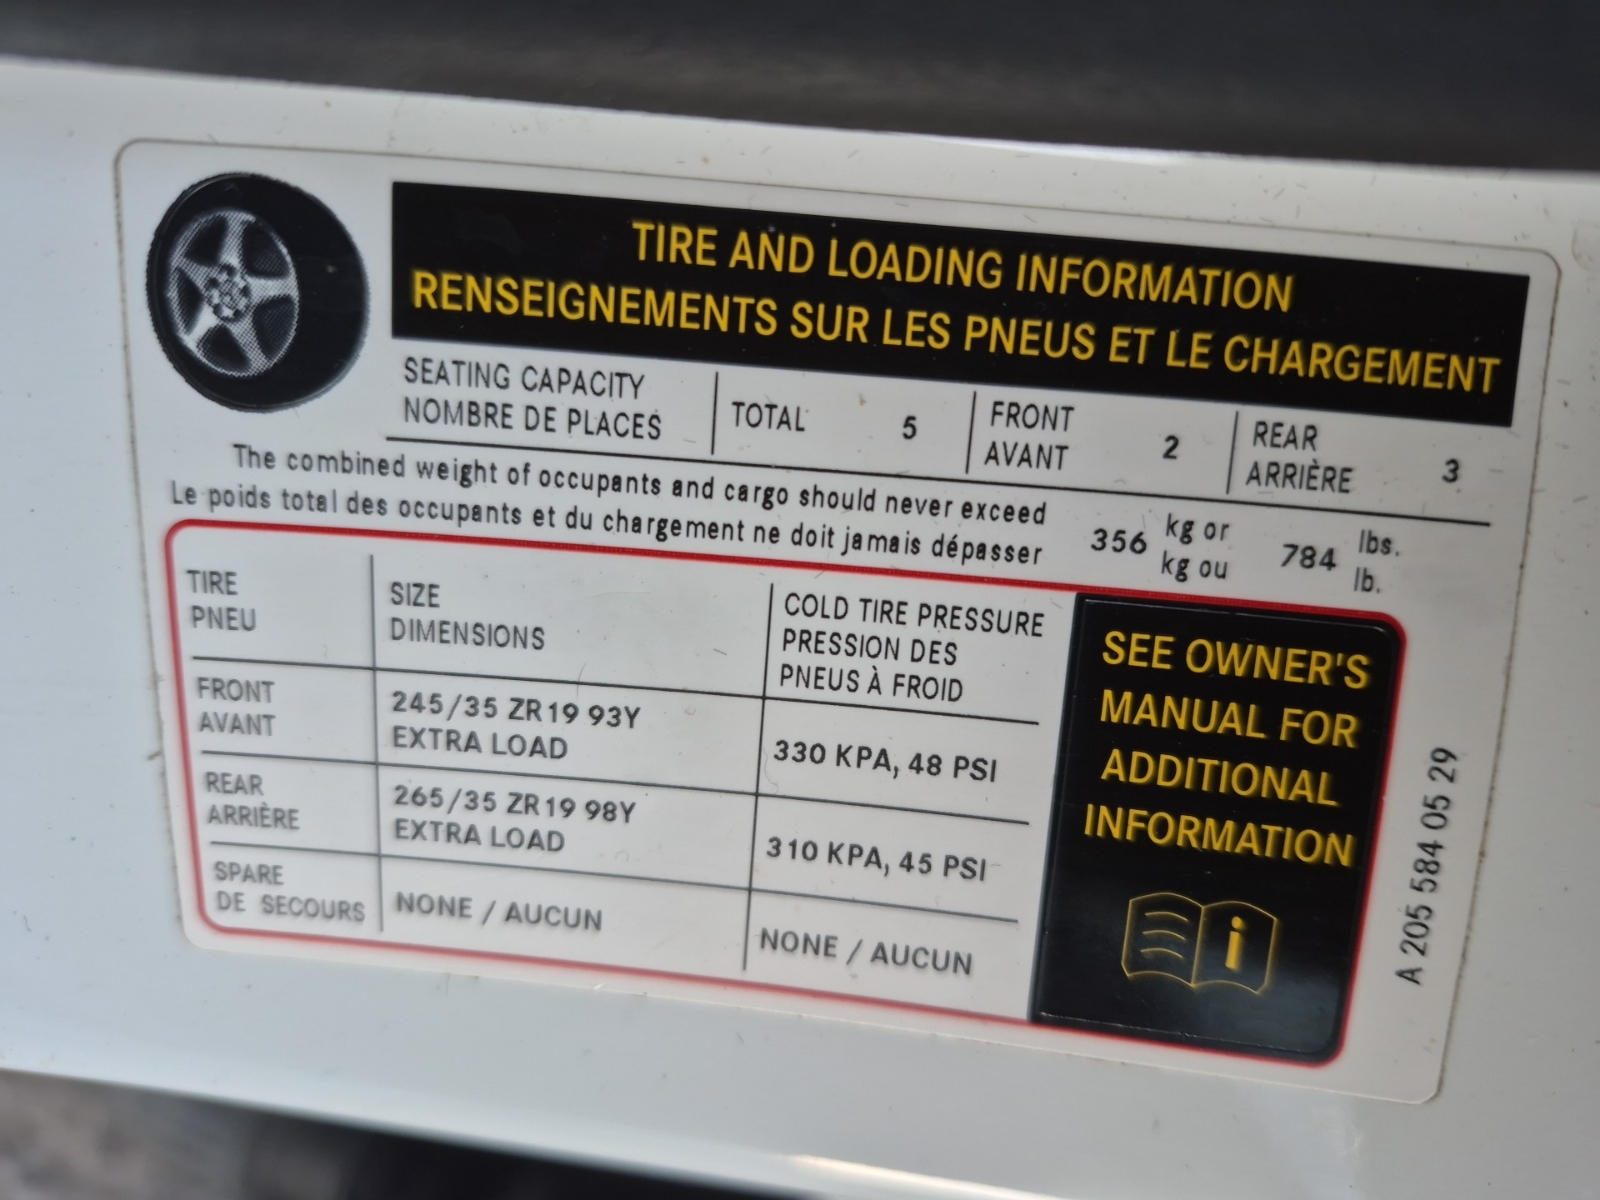 TIRE AND LOADING INFORMATION
RENSEIGNEMENTS SUR LES PNEUS ET LE CHARGEMENT
SEATING CAPACITY
NOMBRE DE PLACES
TOTAL 5
FRONT
AVANT
2
REAR
ARRIÈRE
3
The combined weight of occupants and cargo should never exceed
Le poids total des occupants et du chargement ne doit jamais dépasser
356
kg or
kg ou
784
lbs.
lb.
TIRE
PNEU
SIZE
DIMENSIONS
COLD TIRE PRESSURE
PRESSION DES
PNEUS À FROID
FRONT
AVANT
245/35 ZR19 93Y
EXTRA LOAD
330 KPA, 48 PSI
REAR
ARRIÈRE
265/35 ZR19 98Y
EXTRA LOAD
310 KPA, 45 PSI
SPARE
DE SECOURS
NONE / AUCUN
NONE / AUCUN
SEE OWNER'S
MANUAL FOR
ADDITIONAL
INFORMATION
i
A 205 584 05 29